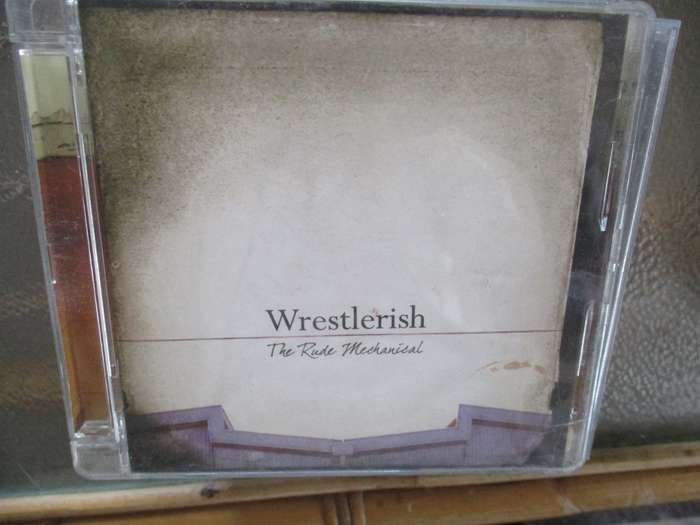 Wrestlerish
The Rude Mechanical